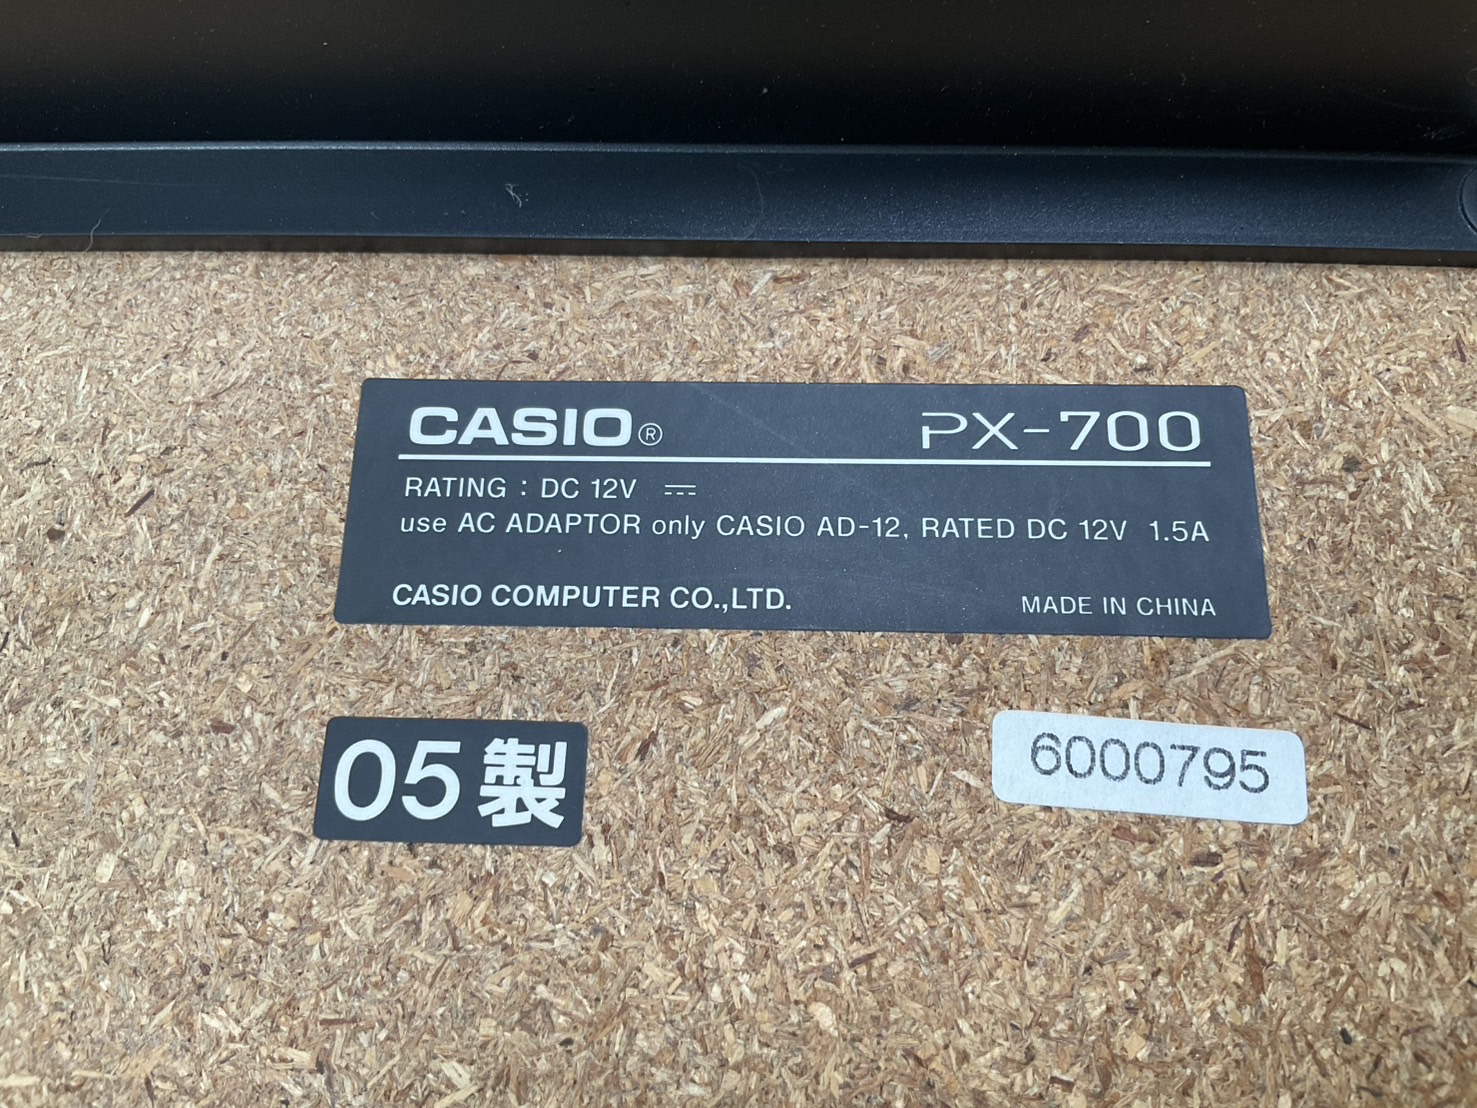 CASIO® PX-700
RATING : DC 12V ⎓
use AC ADAPTOR only CASIO AD-12, RATED DC 12V 1.5A
CASIO COMPUTER CO.,LTD. MADE IN CHINA
05製
6000795